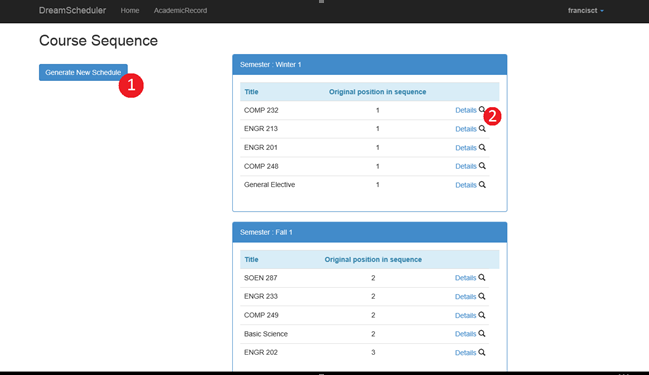 DreamScheduler Home AcademicRecord francisct
Course Sequence
Generate New Schedule
1
Semester : Winter 1
Title Original position in sequence
COMP 232 1 Details
2
ENGR 213 1 Details
ENGR 201 1 Details
COMP 248 1 Details
General Elective 1 Details
Semester : Fall 1
Title Original position in sequence
SOEN 287 2 Details
ENGR 233 2 Details
COMP 249 2 Details
Basic Science 2 Details
ENGR 202 3 Details